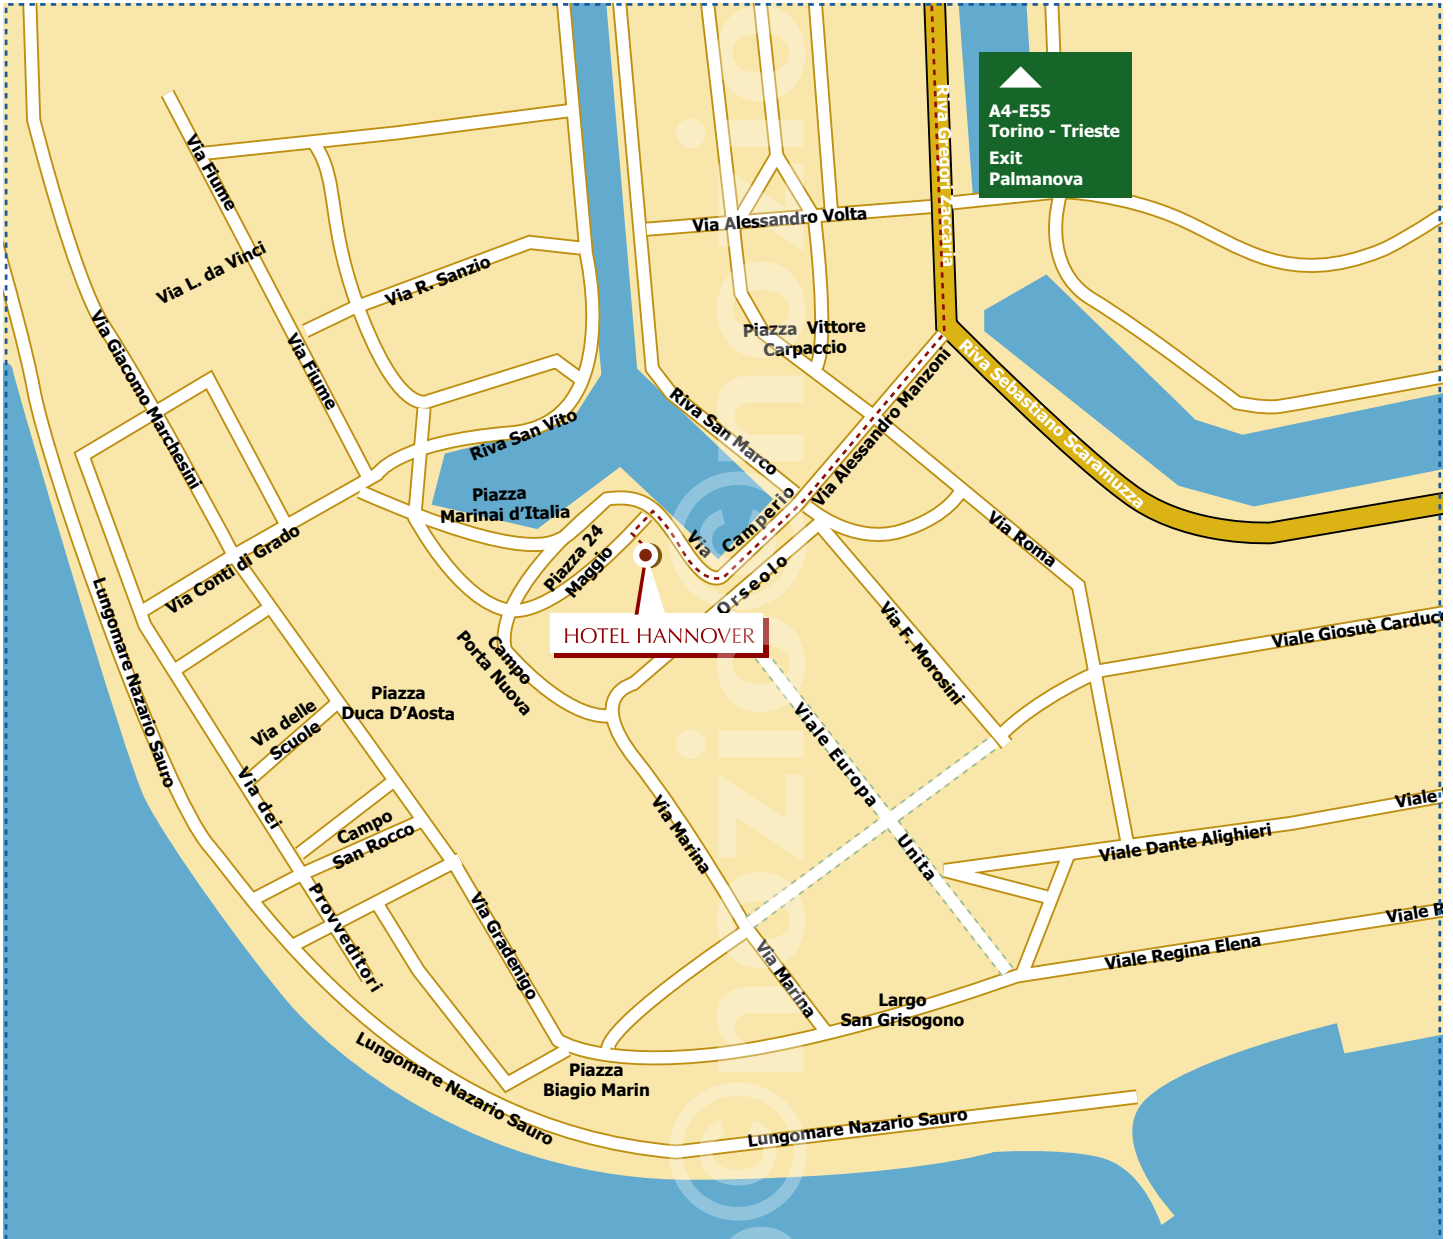 A4-E55
Torino - Trieste
Exit
Palmanova
Riva Gregori Zaccaria
Via Fiume
Via Alessandro Volta
Via L. da Vinci
Via R. Sanzio
Via Giacomo Marchesini
Via Fiume
Piazza Vittore
Carpaccio
Riva Sebastiano Scaramuzza
Via Alessandro Manzoni
Riva San Vito
Riva San Marco
Piazza
Marinai d'Italia
Via Camperio
Piazza 24
Maggio
Via Roma
Via Conti di Grado
Orseolo
HOTEL HANNOVER
Lungomare Nazario Sauro
Campo
Porta Nuova
Via F. Morosini
Viale Giosuè Carducc
Piazza
Duca D'Aosta
Via delle
Scuole
Viale Europa
Unita
Via dei
Provveditori
Campo
San Rocco
Via Marina
Viale
Viale Dante Alighieri
Via Gradenigo
Viale R
Via Marina
Viale Regina Elena
Largo
San Grisogono
Piazza
Biagio Marin
Lungomare Nazario Sauro
Lungomare Nazario Sauro
©nozio
©nozio